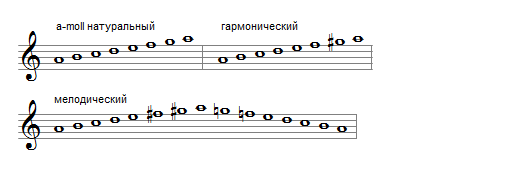 a-moll натуральный
гармонический
мелодический